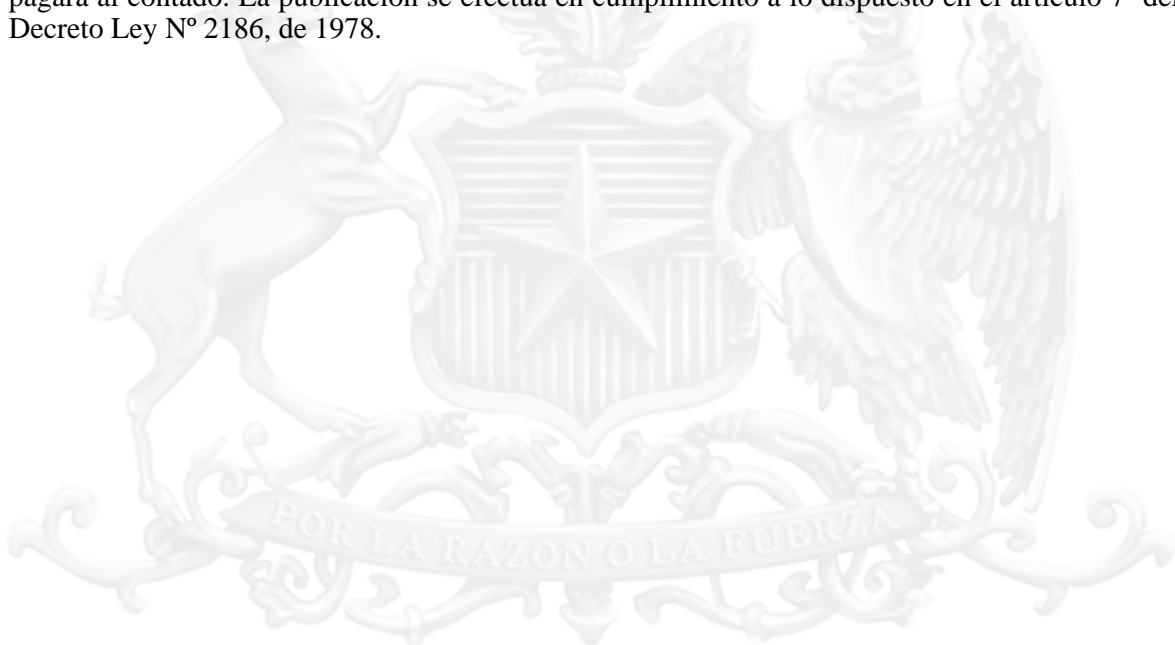 pagará al contado. La publicación se efectúa en cumplimiento a lo dispuesto en el artículo 7º del
Decreto Ley Nº 2186, de 1978.
POR LA RAZON O LA FUERZA